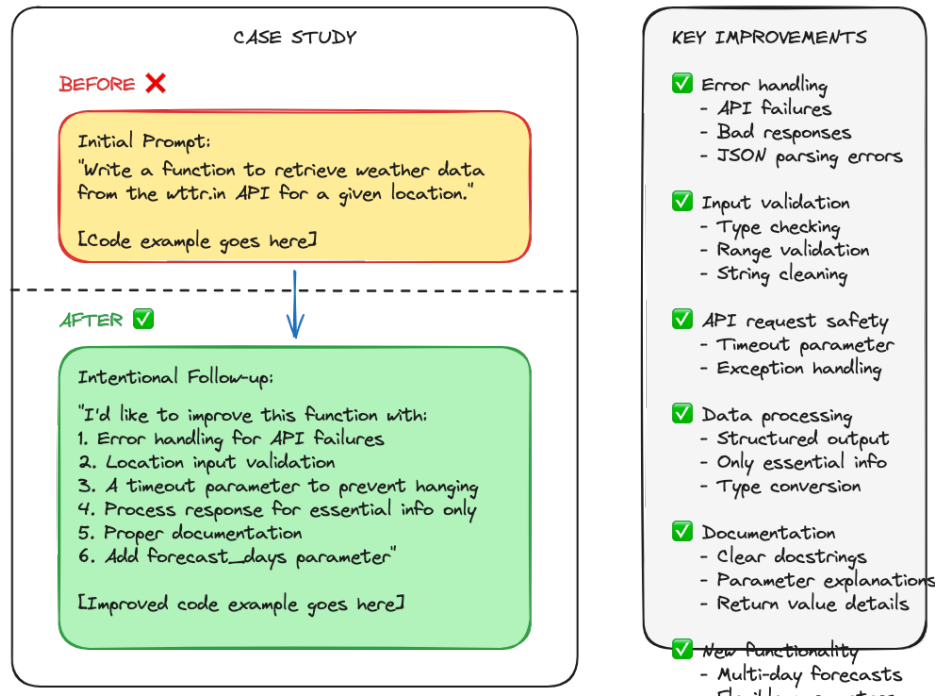 CASE STUDY
BEFORE ❌
Initial Prompt:
"Write a function to retrieve weather data
from the wttr.in API for a given location."
[Code example goes here]
AFTER ✅
Intentional Follow-up:
"I'd like to improve this function with:
1. Error handling for API failures
2. Location input validation
3. A timeout parameter to prevent hanging
4. Process response for essential info only
5. Proper documentation
6. Add forecast_days parameter"
[Improved code example goes here]
KEY IMPROVEMENTS
✅ Error handling
- API failures
- Bad responses
- JSON parsing errors
✅ Input validation
- Type checking
- Range validation
- String cleaning
✅ API request safety
- Timeout parameter
- Exception handling
✅ Data processing
- Structured output
- Only essential info
- Type conversion
✅ Documentation
- Clear docstrings
- Parameter explanations
- Return value details
✅ New functionality
- Multi-day forecasts